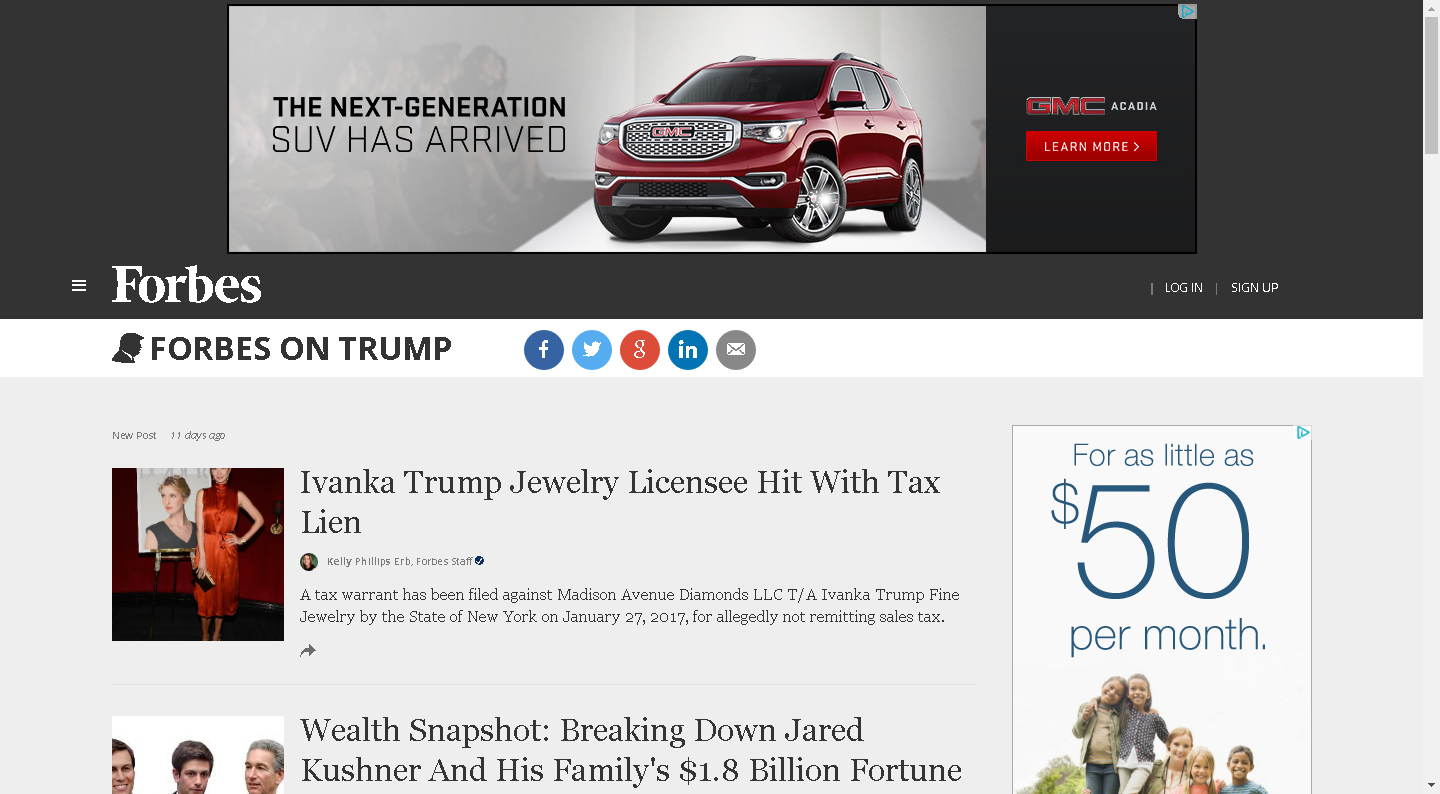 THE NEXT-GENERATION
SUV HAS ARRIVED
GMC
GMC ACADIA
LEARN MORE >
Forbes
| LOG IN | SIGN UP
FORBES ON TRUMP
f
g
in
New Post 11 days ago
Ivanka Trump Jewelry Licensee Hit With Tax
Lien
Kelly Phillips Erb, Forbes Staff
A tax warrant has been filed against Madison Avenue Diamonds LLC T/A Ivanka Trump Fine
Jewelry by the State of New York on January 27, 2017, for allegedly not remitting sales tax.
Wealth Snapshot: Breaking Down Jared
Kushner And His Family's $1.8 Billion Fortune
For as little as
$50
per month.